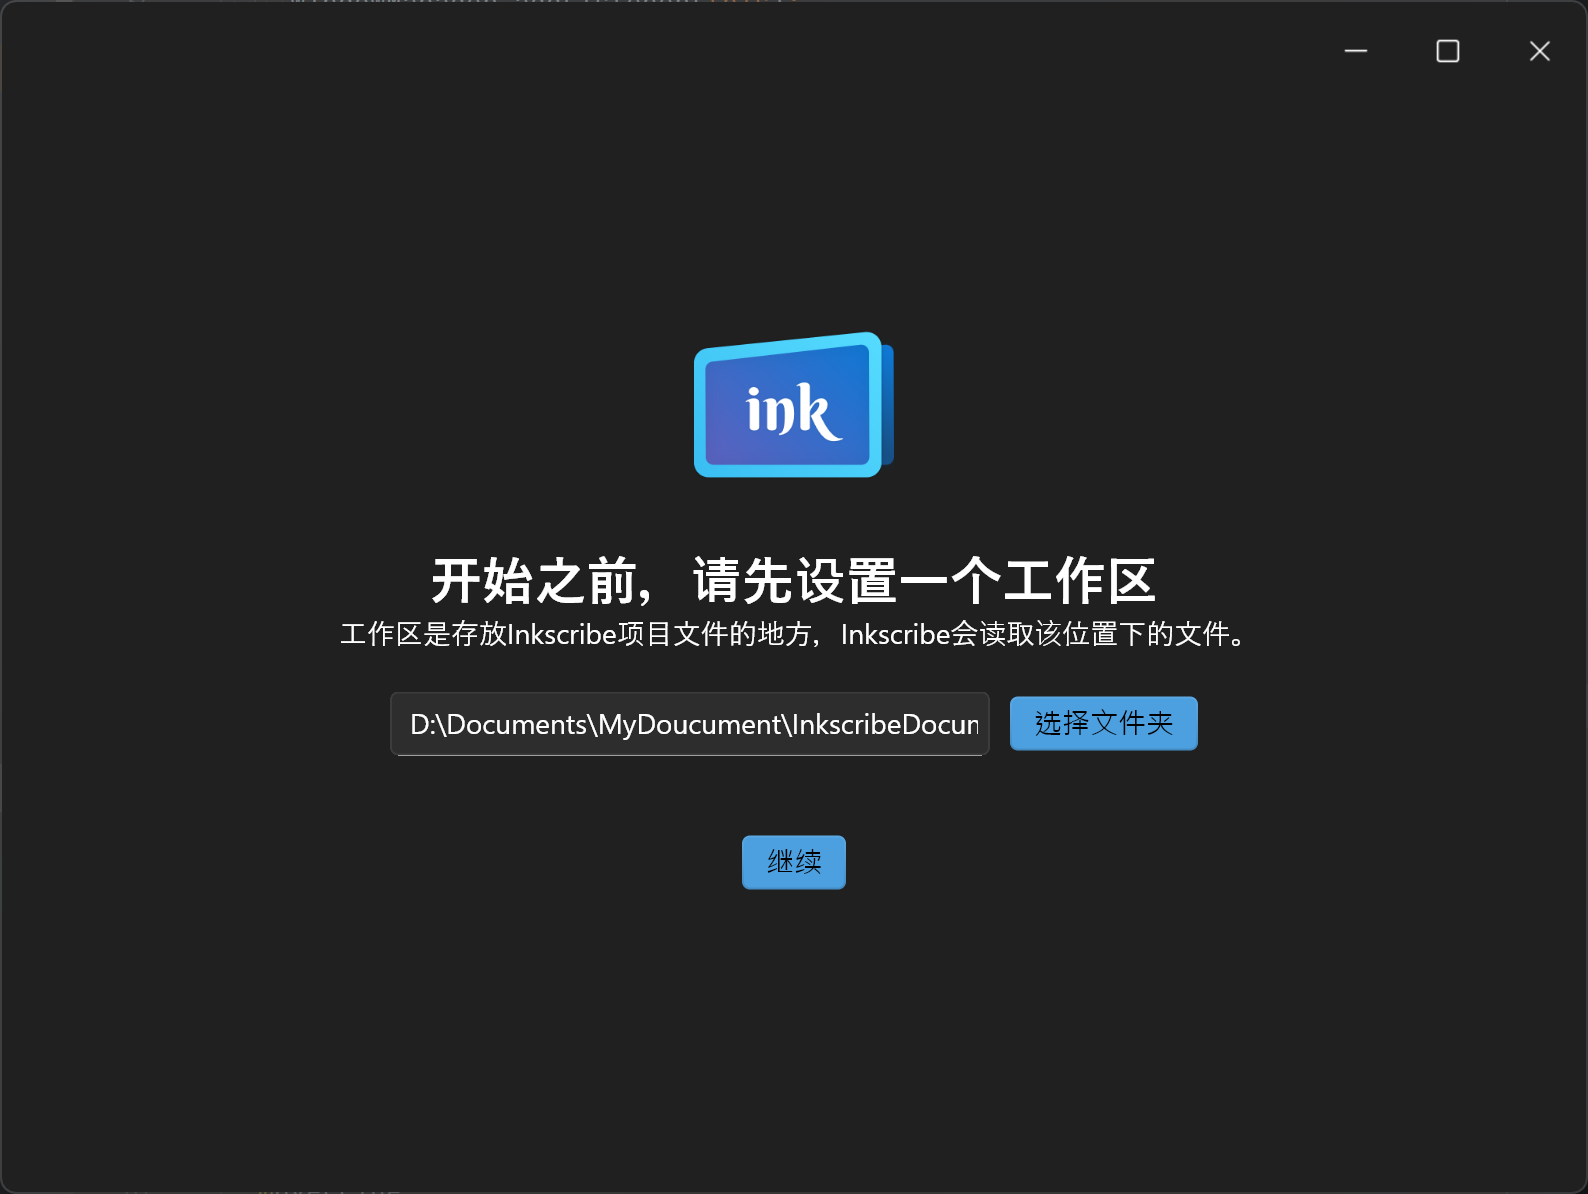 ink
开始之前，请先设置一个工作区
工作区是存放Inkscribe项目文件的地方，Inkscribe会读取该位置下的文件。
D:\Documents\MyDoucument\InkscribeDocum
选择文件夹
继续